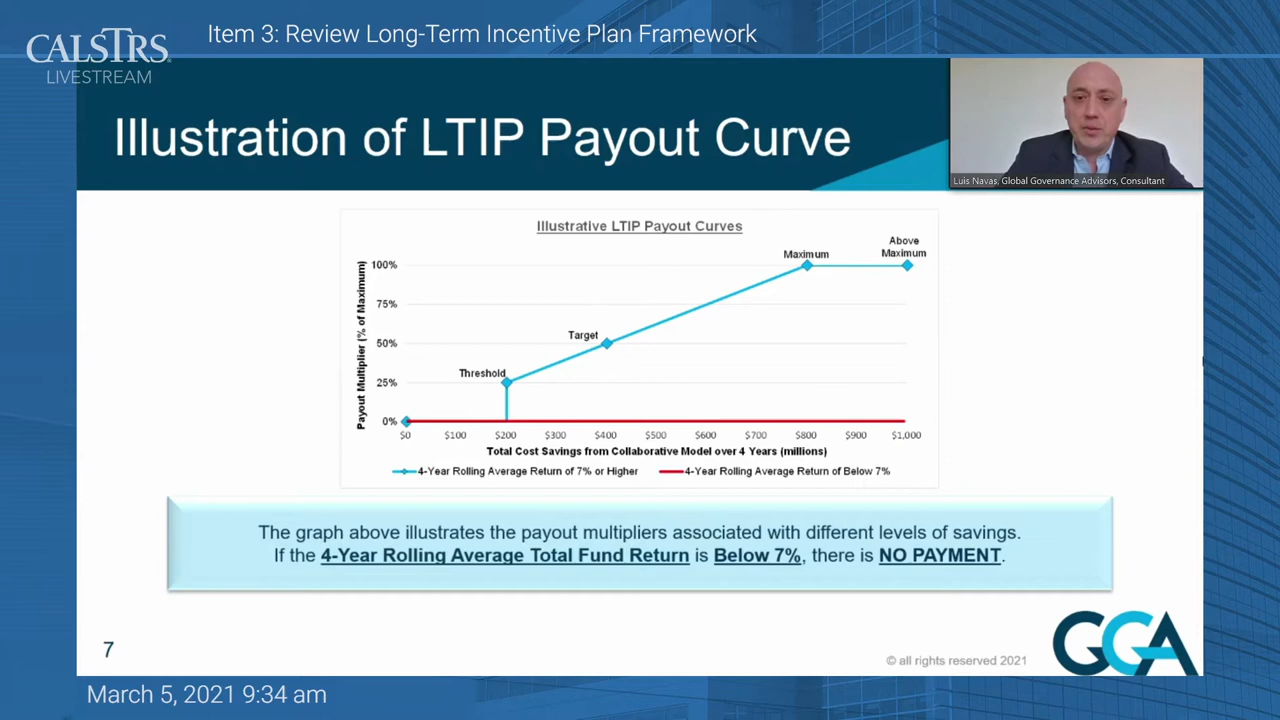 Item 3: Review Long-Term Incentive Plan Framework
CALSTRS
LIVESTREAM
Illustration of LTIP Payout Curve
Luis Navas, Global Governance Advisors, Consultant
Illustrative LTIP Payout Curves
Payout Multiplier (% of Maximum)
100%
75%
50%
25%
0%
Threshold
Target
Maximum
Above
Maximum
$0 $100 $200 $300 $400 $500 $600 $700 $800 $900 $1,000
Total Cost Savings from Collaborative Model over 4 Years (millions)
4-Year Rolling Average Return of 7% or Higher 4-Year Rolling Average Return of Below 7%
The graph above illustrates the payout multipliers associated with different levels of savings.
If the 4-Year Rolling Average Total Fund Return is Below 7%, there is NO PAYMENT.
7
© all rights reserved 2021
GGA
March 5, 2021 9:34 am